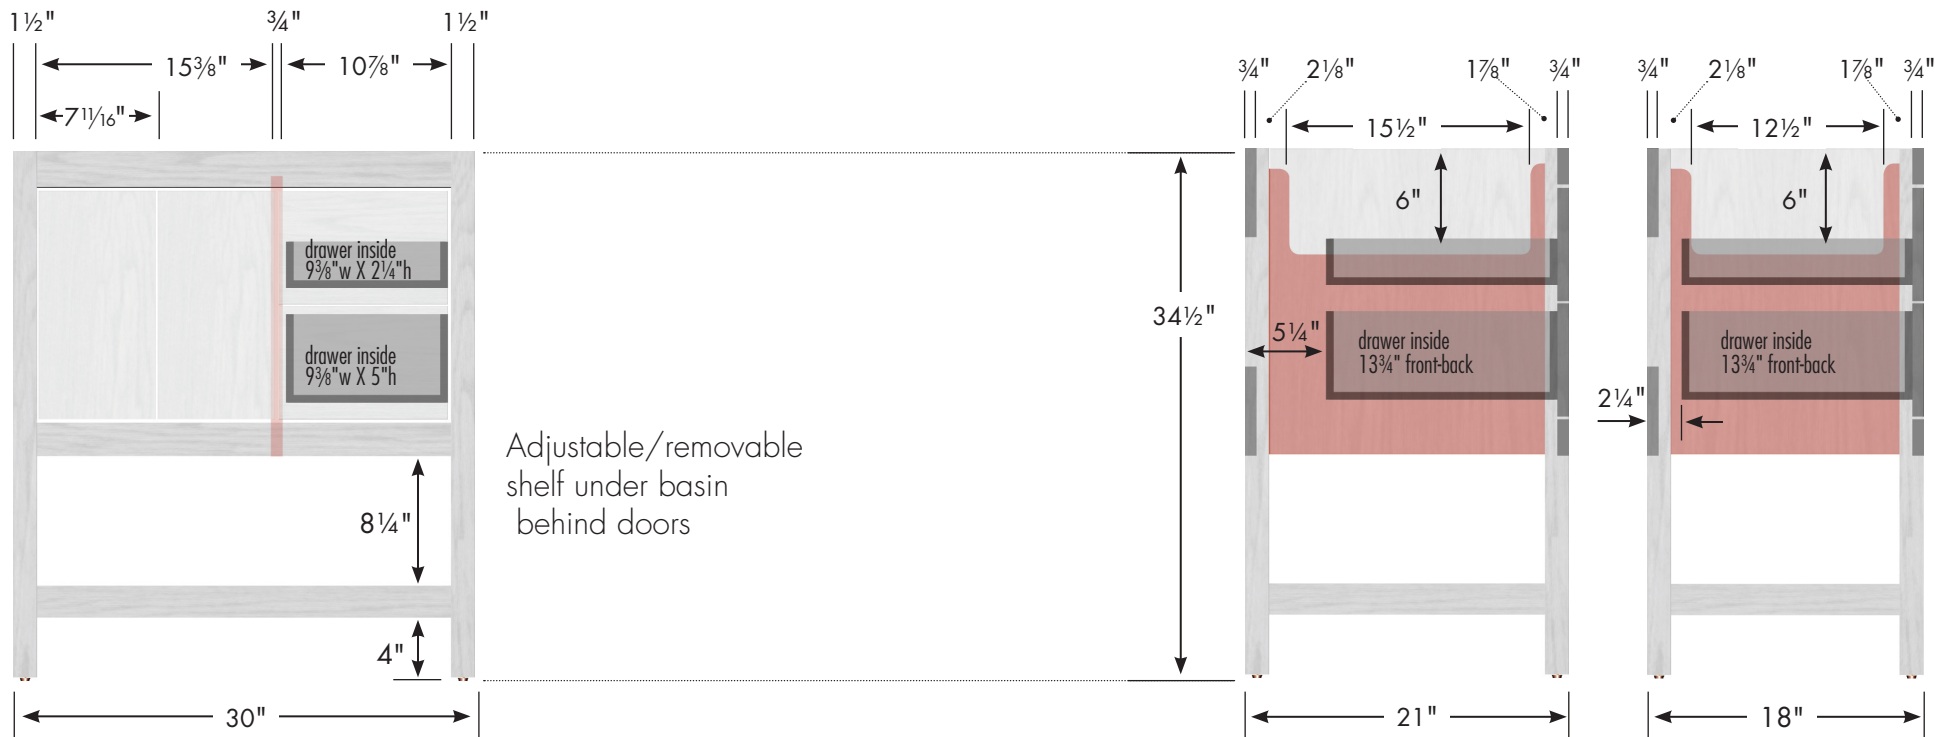 1½" ¾" 1½"
15⅜" 10⅞"
7 11/16"
drawer inside
9⅜"w X 2¼"h
drawer inside
9⅜"w X 5"h
8¼"
4"
30"
Adjustable/removable
shelf under basin
behind doors
34½"
¾" 2⅛" 1⅞" ¾"
15½"
6"
5¼"
drawer inside
13¾" front-back
21"
¾" 2⅛" 1⅞" ¾"
12½"
6"
drawer inside
13¾" front-back
2¼"
18"